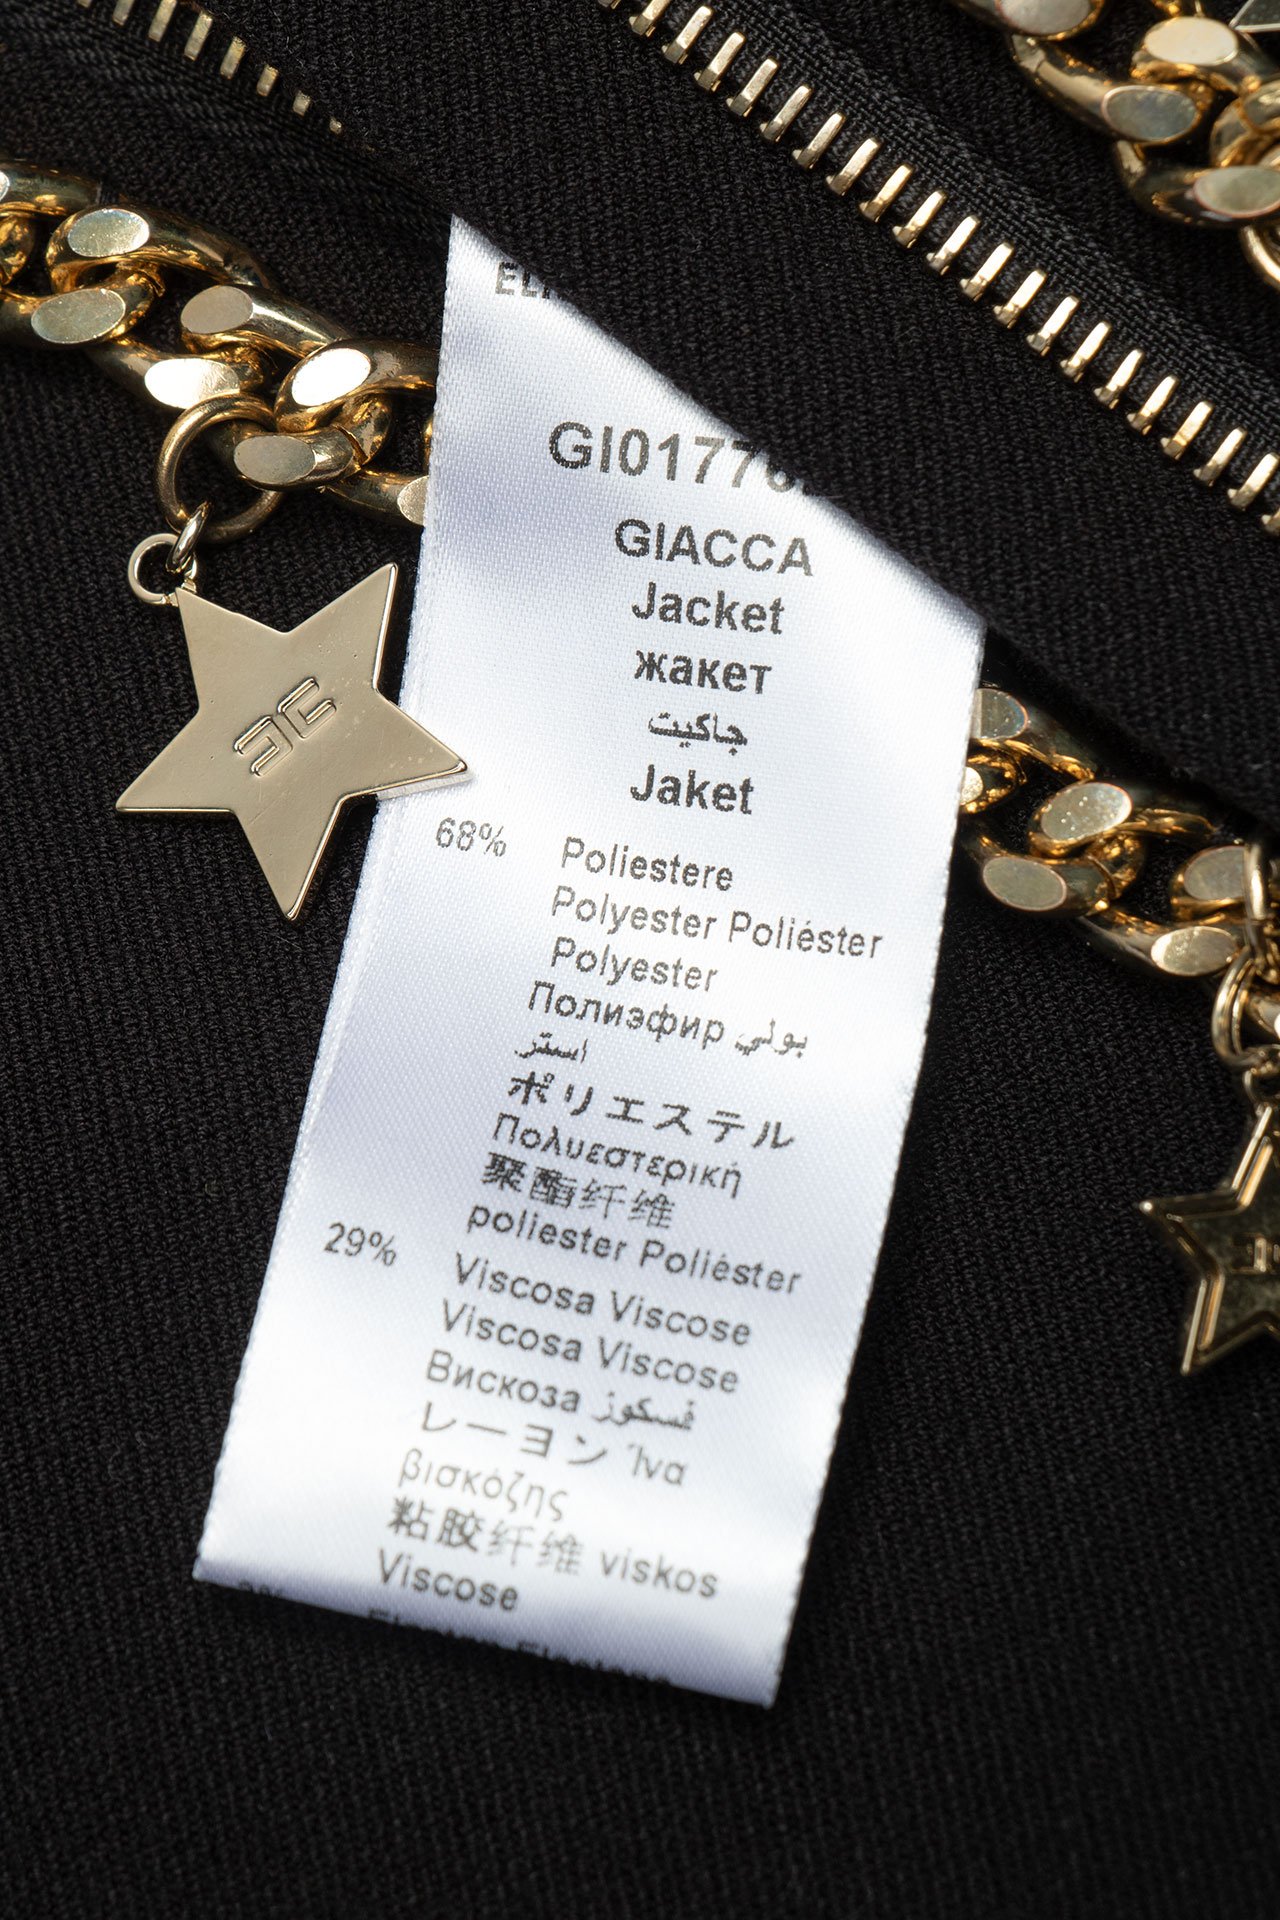 GI0177
GIACCA
Jacket
жакет
جاكيت
Jaket
68% Poliestere
Polyester Poliéster
Polyester
Полиэфир بولي
استر
ポリエステル
Πολυεστερική
聚酯纤维
poliester Poliéster
29% Viscosa Viscose
Viscosa Viscose
Вискоза فسكوز
レーヨン Ίνα
βισκόζης
粘胶纤维 viskos
Viscose